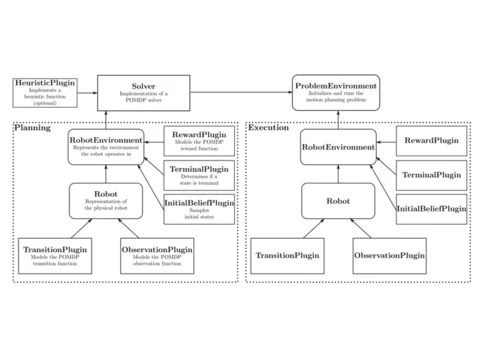 HeuristicPlugin
Implements a
heuristic function
(optional)
Solver
Implementation of a
POMDP solver
ProblemEnvironment
Initializes and runs the
motion planning problem
Planning
RobotEnvironment
Represents the environment
the robot operates in
RewardPlugin
Models the POMDP
reward function
TerminalPlugin
Determines if a
state is terminal
InitialBeliefPlugin
Samples
initial states
Robot
Representation of
the physical robot
TransitionPlugin
Models the POMDP
transition function
ObservationPlugin
Models the POMDP
observation function
Execution
RobotEnvironment
RewardPlugin
TerminalPlugin
InitialBeliefPlugin
Robot
TransitionPlugin
ObservationPlugin